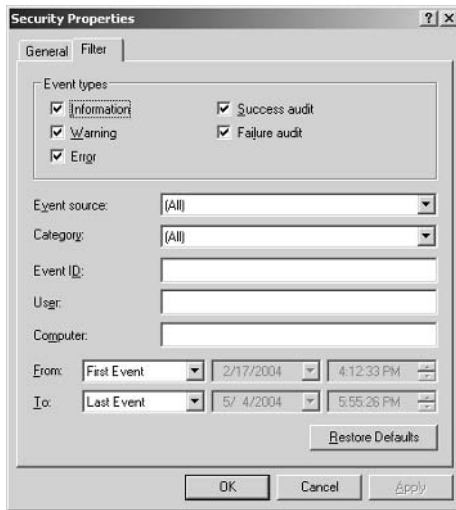 Security Properties
General Filter
Event types
Information
Success audit
Warning
Failure audit
Error
Event source: (All)
Category: (All)
Event ID:
User:
Computer:
From: First Event 2/17/2004 4:12:33 PM
To: Last Event 5/ 4/2004 5:55:26 PM
Restore Defaults
OK Cancel Apply